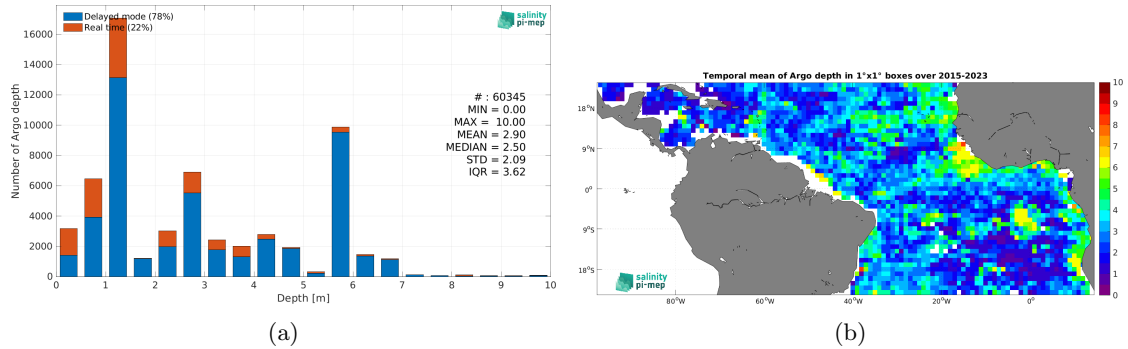 Delayed mode (78%)
Real time (22%)
salinity
pi-mep
16000
14000
12000
10000
8000
6000
4000
2000
0
Number of Argo depth
# : 60345
MIN = 0.00
MAX = 10.00
MEAN = 2.90
MEDIAN = 2.50
STD = 2.09
IQR = 3.62
0 1 2 3 4 5 6 7 8 9 10
Depth [m]
(a)
Temporal mean of Argo depth in 1°x1° boxes over 2015-2023
18°N
9°N
0°
9°S
18°S
salinity
pi-mep
80°W 60°W 40°W 20°W 0°
10
9
8
7
6
5
4
3
2
1
0
(b)